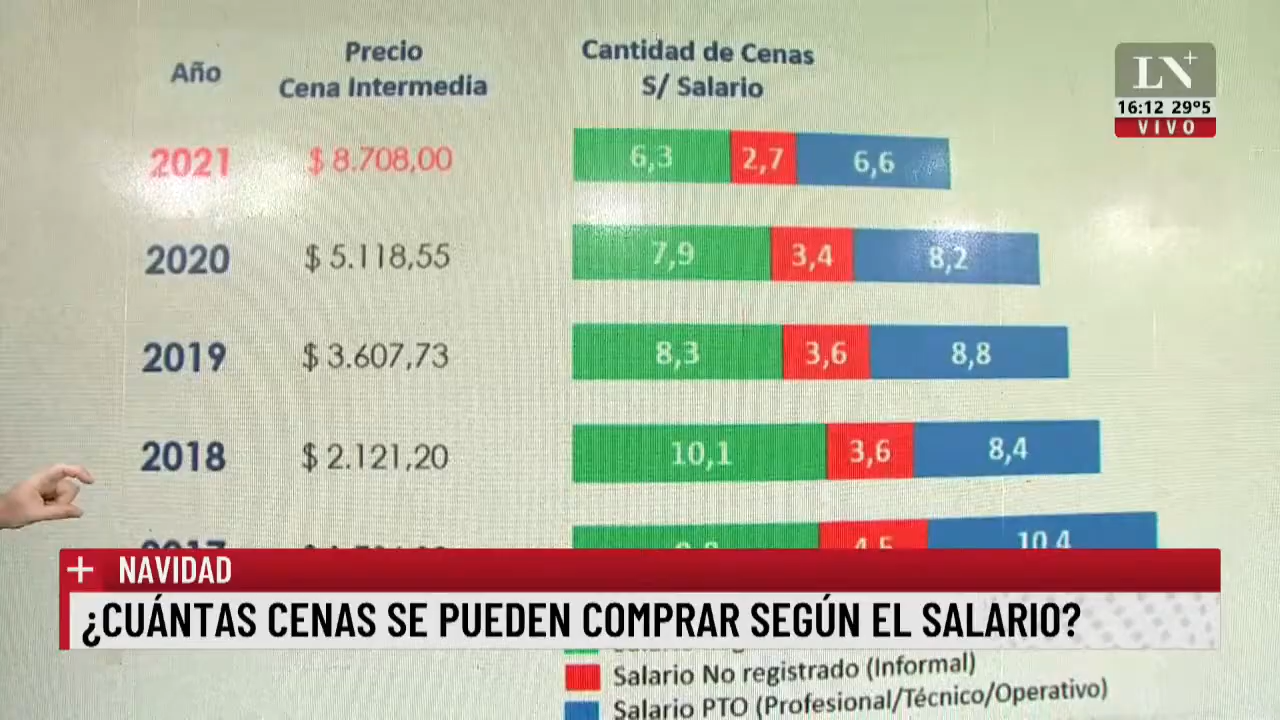 Año
Precio
Cena Intermedia
Cantidad de Cenas
S/ Salario
LN+
16:12 29°5
VIVO
2021 $ 8.708,00 6,3 2,7 6,6
2020 $ 5.118,55 7,9 3,4 8,2
2019 $ 3.607,73 8,3 3,6 8,8
2018 $ 2.121,20 10,1 3,6 8,4
2017 4,5 10,4
+ NAVIDAD
¿CUÁNTAS CENAS SE PUEDEN COMPRAR SEGÚN EL SALARIO?
Salario No registrado (Informal)
Salario PTO (Profesional/Técnico/Operativo)